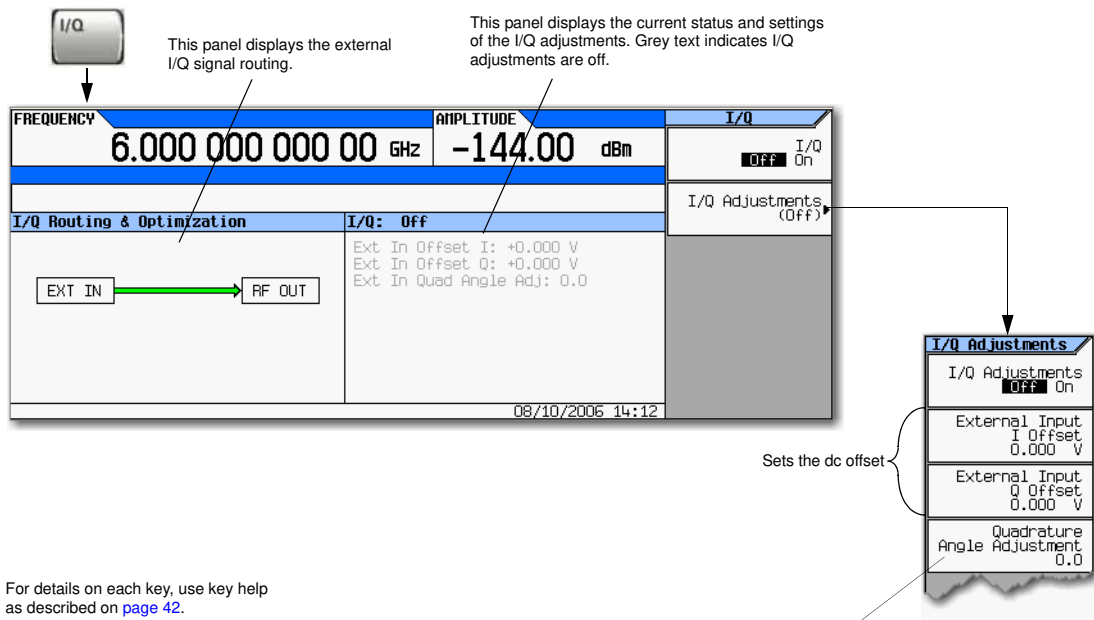 I/Q
This panel displays the external
I/Q signal routing.
This panel displays the current status and settings
of the I/Q adjustments. Grey text indicates I/Q
adjustments are off.
FREQUENCY
6.000 000 000 00 GHz
AMPLITUDE
-144.00 dBm
I/Q
I/Q
Off On
I/Q Adjustments
(Off)
I/Q Routing & Optimization
I/Q: Off
EXT IN
RF OUT
Ext In Offset I: +0.000 V
Ext In Offset Q: +0.000 V
Ext In Quad Angle Adj: 0.0
08/10/2006 14:12
I/Q Adjustments
I/Q Adjustments
Off On
External Input
I Offset
0.000 V
External Input
Q Offset
0.000 V
Quadrature
Angle Adjustment
0.0
Sets the dc offset
For details on each key, use key help
as described on page 42.